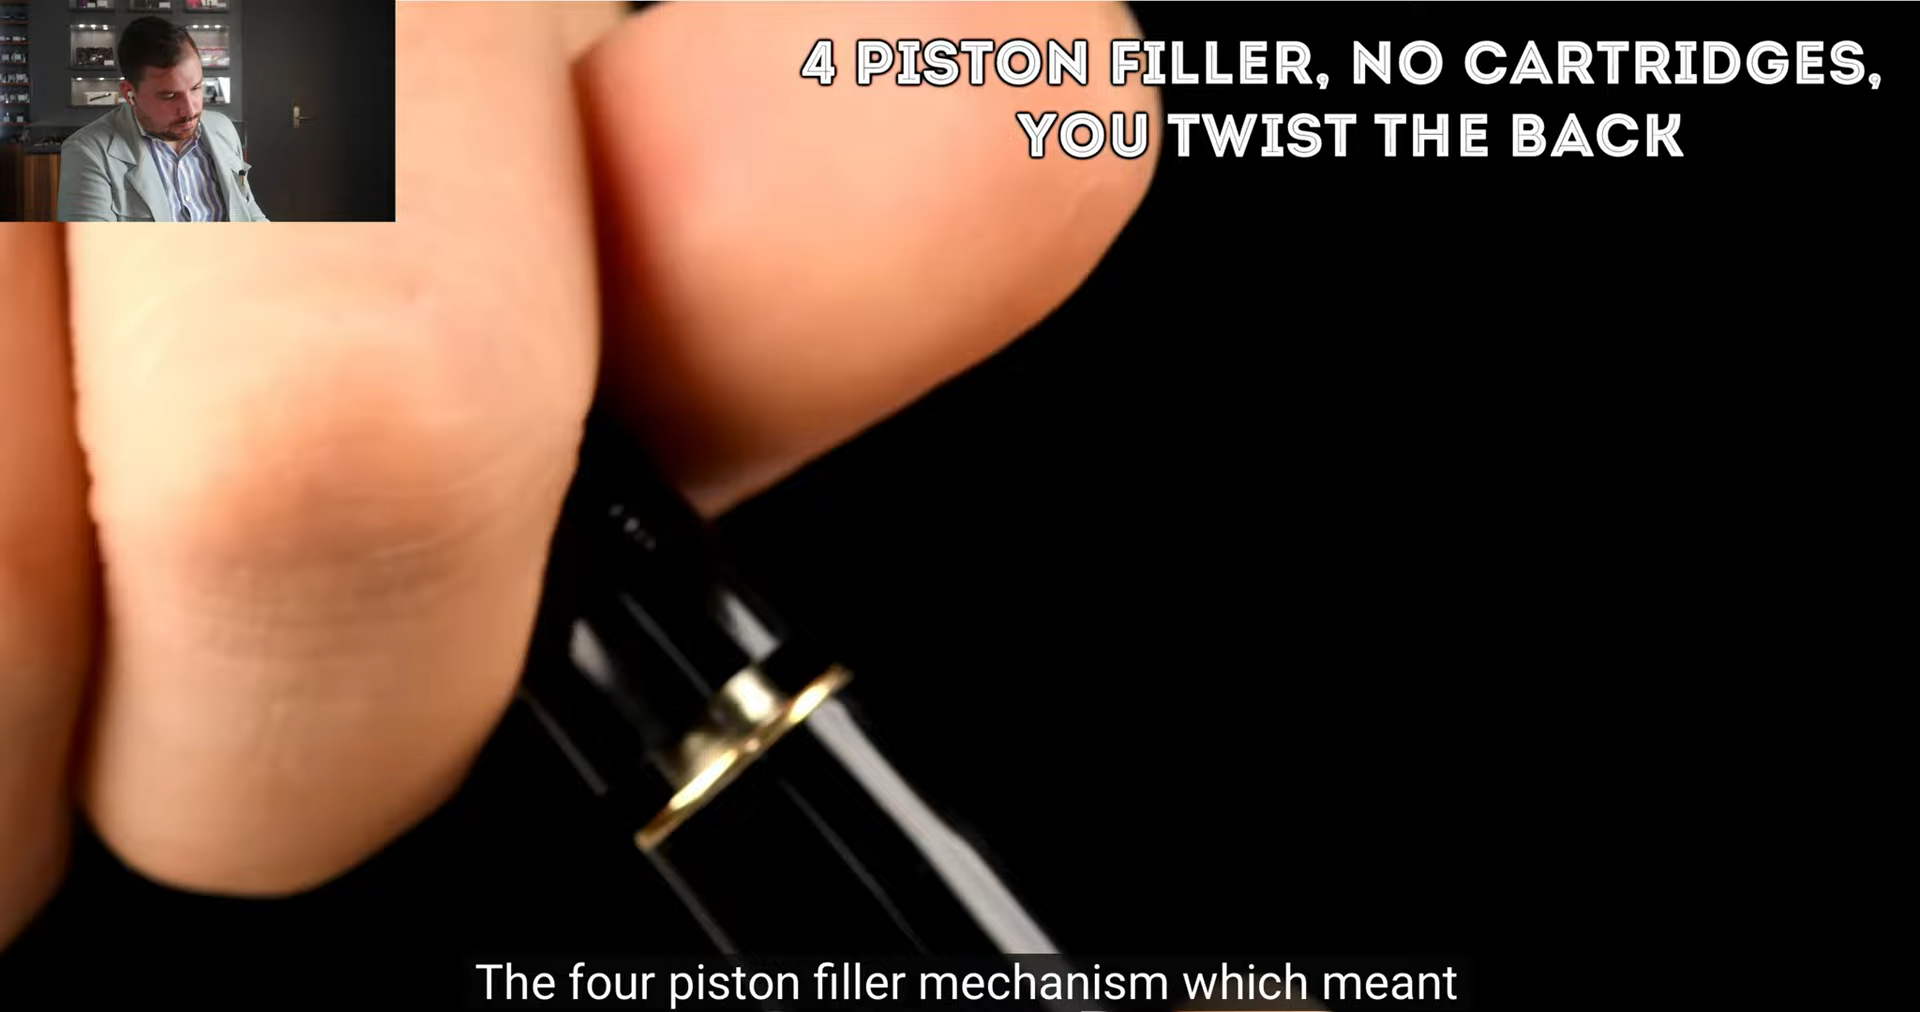 4 PISTON FILLER, NO CARTRIDGES,
YOU TWIST THE BACK
The four piston filler mechanism which meant